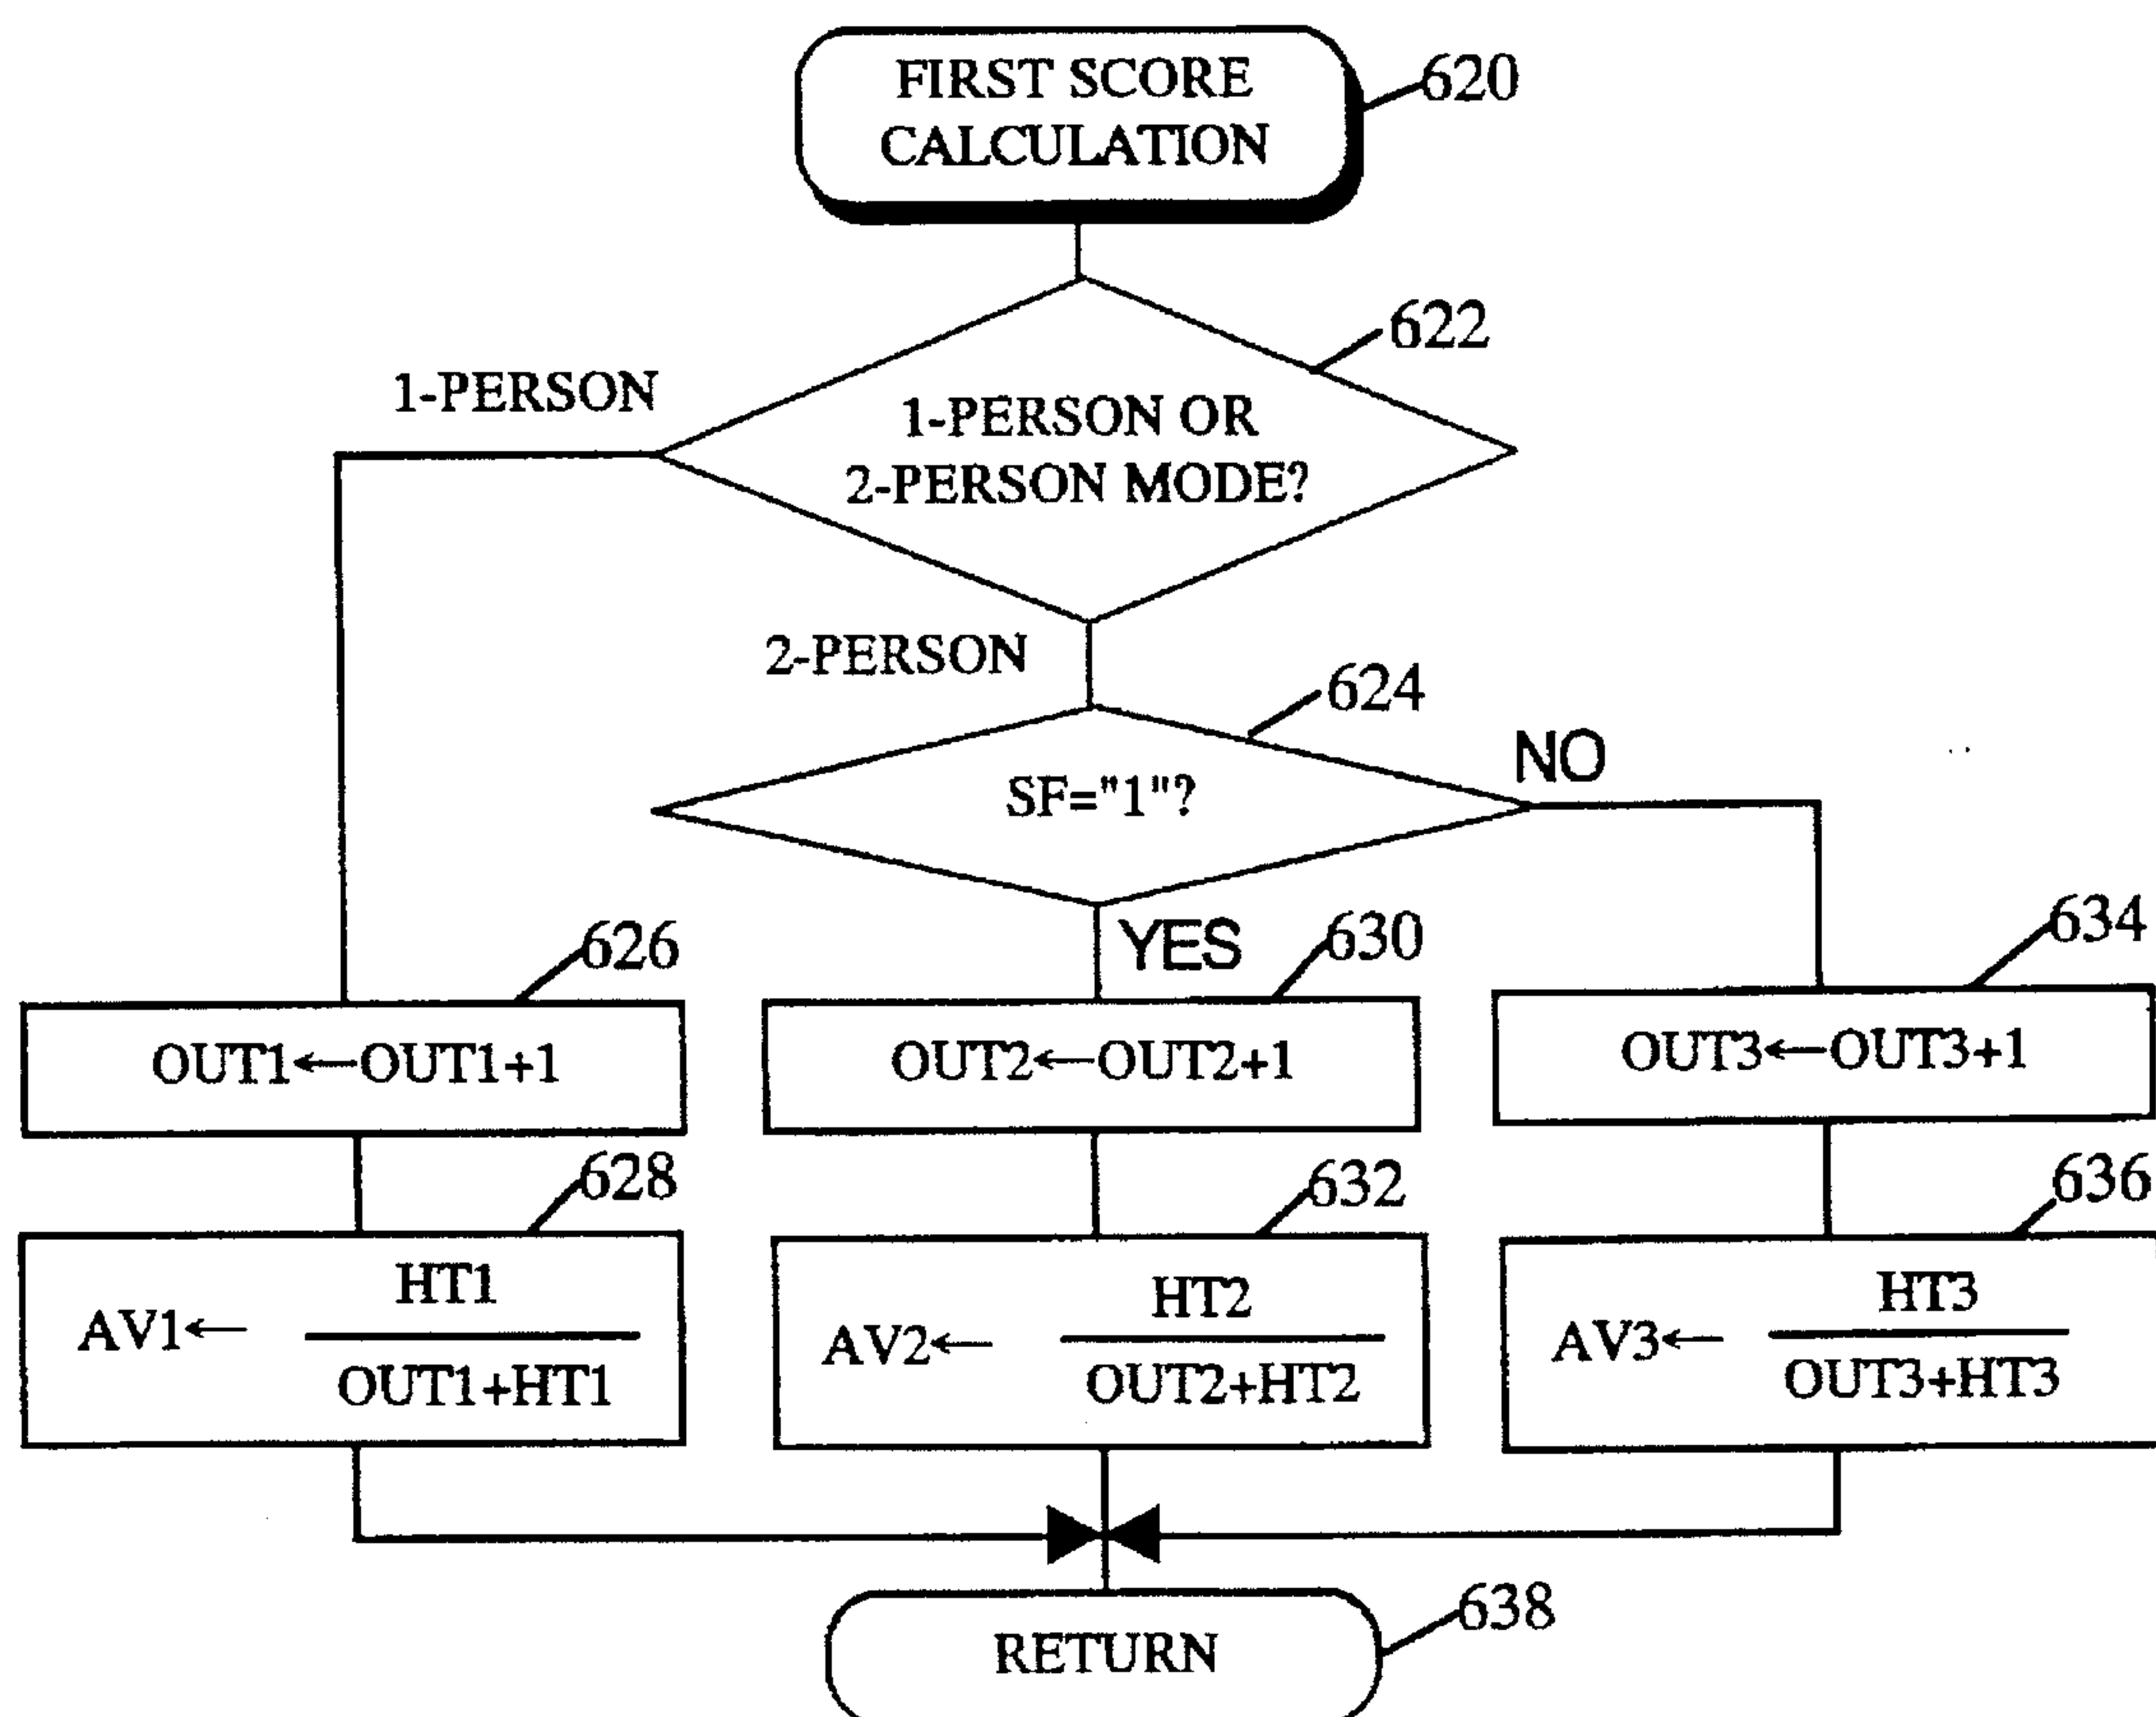 FIRST SCORE
CALCULATION
620
622
1-PERSON
1-PERSON OR
2-PERSON MODE?
2-PERSON
624
NO
SF="1"?
YES
626
630
634
OUT1←OUT1+1
OUT2←OUT2+1
OUT3←OUT3+1
628
632
636
AV1←
HT1
OUT1+HT1
AV2←
HT2
OUT2+HT2
AV3←
HT3
OUT3+HT3
638
RETURN